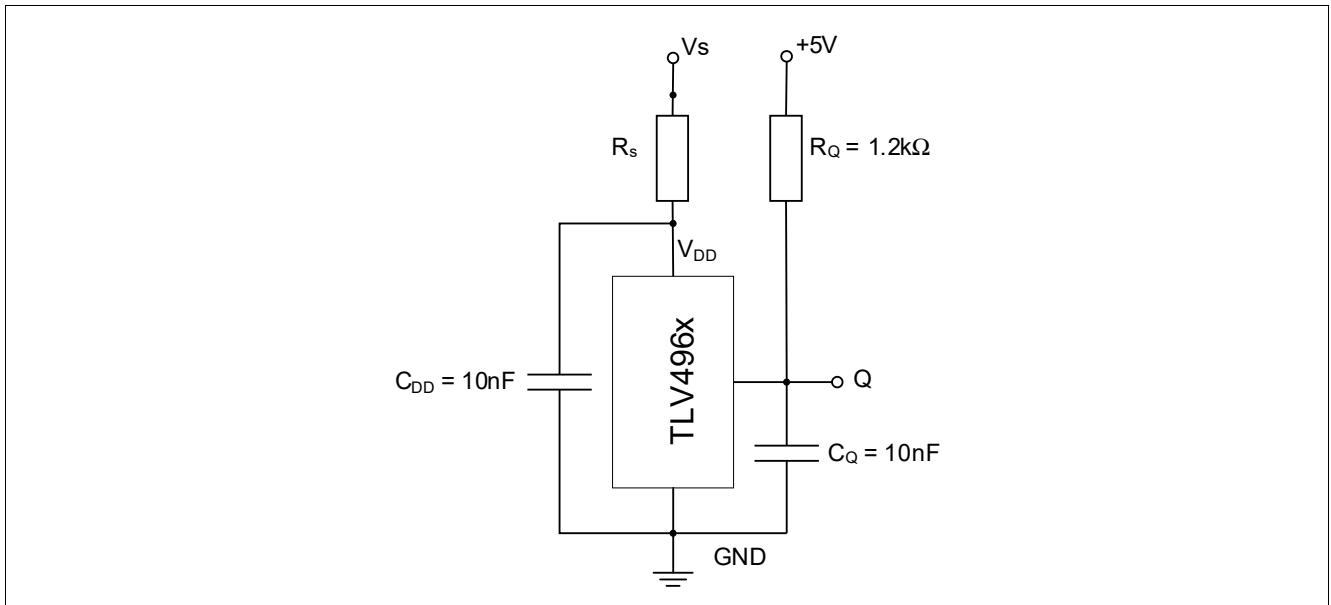 Vs
+5V
Rs
RQ = 1.2kΩ
VDD
TLV496x
CDD = 10nF
Q
CQ = 10nF
GND